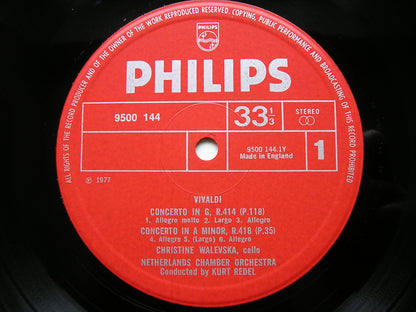 ALL RIGHTS OF THE RECORD PRODUCER AND OF THE OWNER OF THE WORK REPRODUCED RESERVED. COPYING, PUBLIC PERFORMANCE AND BROADCASTING OF THIS RECORD PROHIBITED
PHILIPS
PHILIPS
9500 144
33 1/3
STEREO
9500 144.1Y
Made in England
1
℗ 1977
VIVALDI
CONCERTO IN G, R.414 (P.118)
1. Allegro molto 2. Largo 3. Allegro
CONCERTO IN A MINOR, R.418 (P.35)
4. Allegro 5. (Largo) 6. Allegro
CHRISTINE WALEVSKA, cello
NETHERLANDS CHAMBER ORCHESTRA
Conducted by KURT REDEL